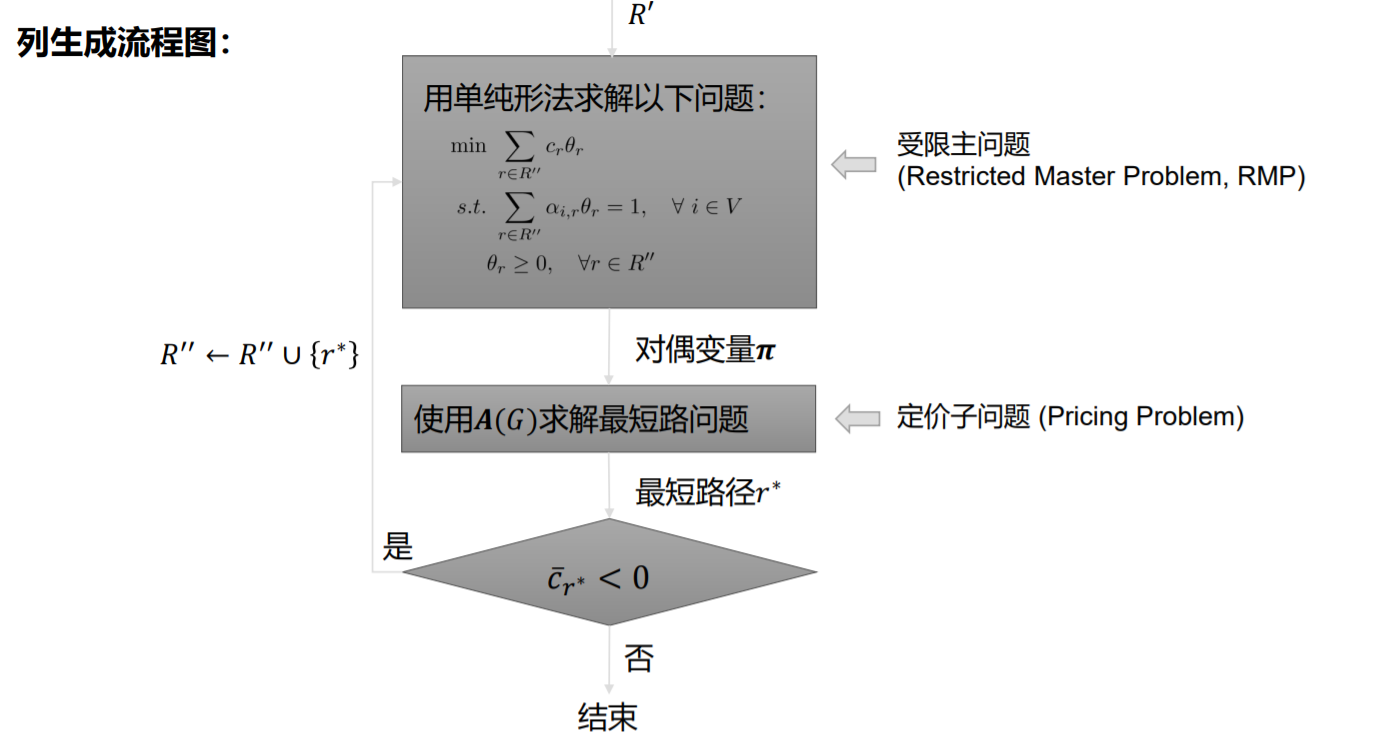 列生成流程图：
R′
用单纯形法求解以下问题：
min ∑_{r∈R″} c_rθ_r
s.t. ∑_{r∈R″} α_{i,r}θ_r = 1, ∀ i ∈ V
θ_r ≥ 0, ∀r ∈ R″
受限主问题
(Restricted Master Problem, RMP)
R″ ← R″ ∪ {r*}
对偶变量π
使用A(G)求解最短路问题
定价子问题 (Pricing Problem)
最短路径r*
是
c̄_{r*} < 0
否
结束